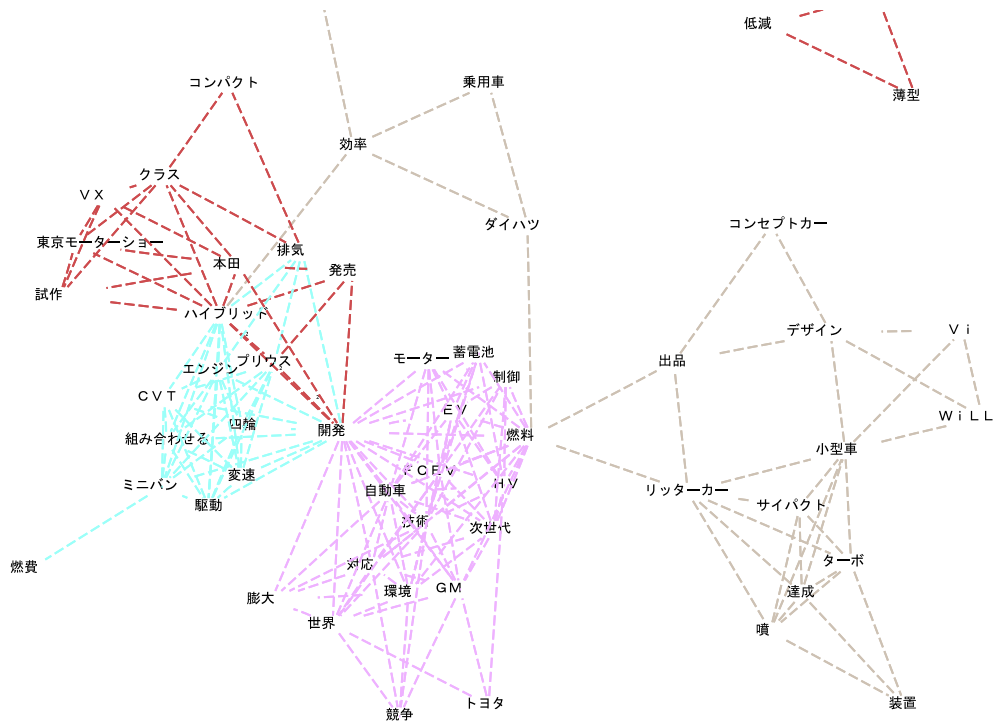 低減
コンパクト
乗用車
薄型
効率
クラス
ＶＸ
ダイハツ
コンセプトカー
東京モーターショー
排気
本田
発売
試作
ハイブリッド
デザイン
Ｖｉ
モーター
蓄電池
プリウス
出品
エンジン
制御
ＣＶＴ
ＥＶ
ＷｉＬＬ
四輪
開発
燃料
組み合わせる
小型車
ＦＣＥＶ
変速
ミニバン
ＨＶ
自動車
リッターカー
駆動
サイパクト
技術
次世代
ターボ
燃費
対応
ＧＭ
環境
達成
膨大
世界
噴
トヨタ
装置
競争